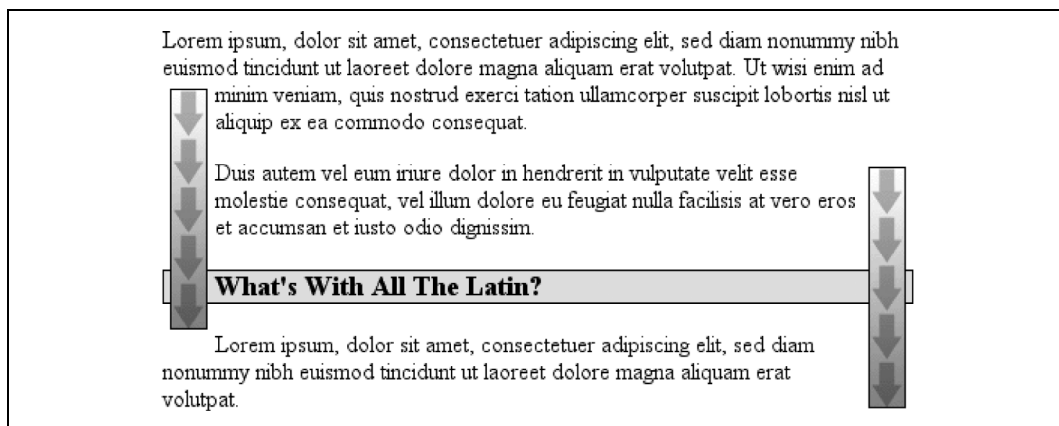 Lorem ipsum, dolor sit amet, consectetuer adipiscing elit, sed diam nonummy nibh
euismod tincidunt ut laoreet dolore magna aliquam erat volutpat. Ut wisi enim ad
minim veniam, quis nostrud exerci tation ullamcorper suscipit lobortis nisl ut
aliquip ex ea commodo consequat.
Duis autem vel eum iriure dolor in hendrerit in vulputate velit esse
molestie consequat, vel illum dolore eu feugiat nulla facilisis at vero eros
et accumsan et iusto odio dignissim.
What's With All The Latin?
Lorem ipsum, dolor sit amet, consectetuer adipiscing elit, sed diam
nonummy nibh euismod tincidunt ut laoreet dolore magna aliquam erat
volutpat.